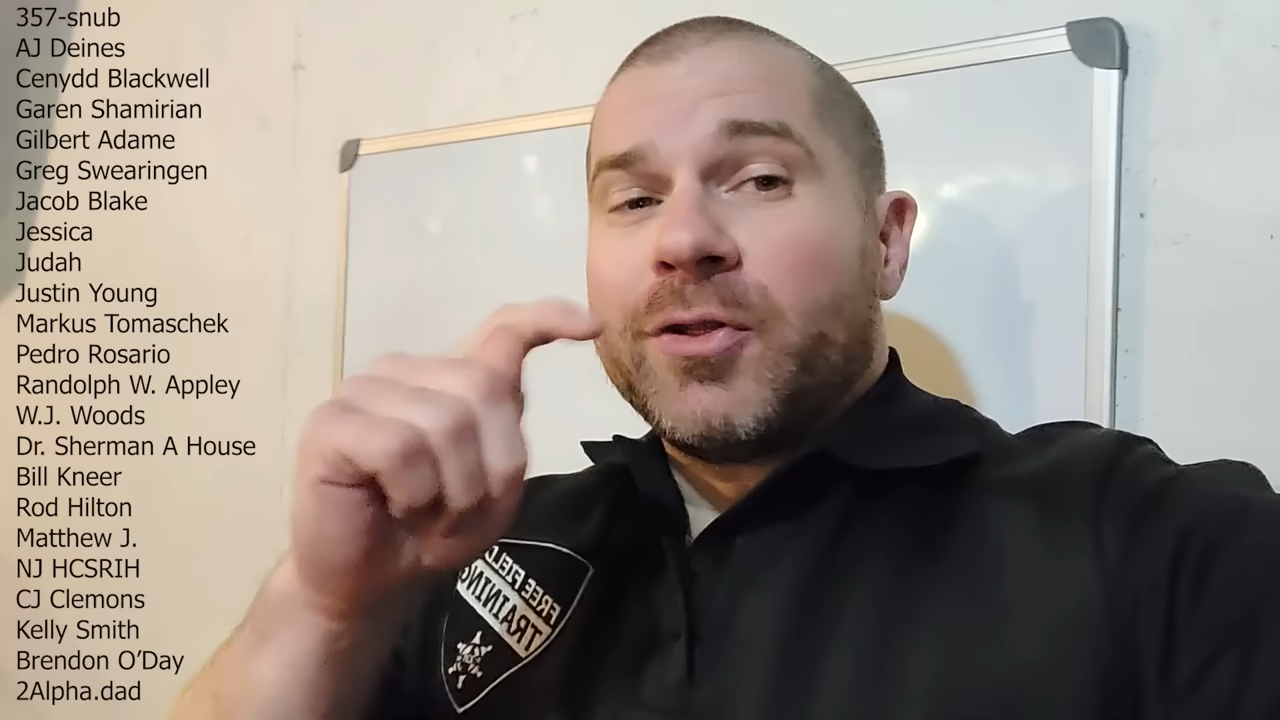 357-snub
AJ Deines
Cenydd Blackwell
Garen Shamirian
Gilbert Adame
Greg Swearingen
Jacob Blake
Jessica
Judah
Justin Young
Markus Tomaschek
Pedro Rosario
Randolph W. Appley
W.J. Woods
Dr. Sherman A House
Bill Kneer
Rod Hilton
Matthew J.
NJ HCSRIH
CJ Clemons
Kelly Smith
Brendon O’Day
2Alpha.dad
FREE FIELD
TRAINING